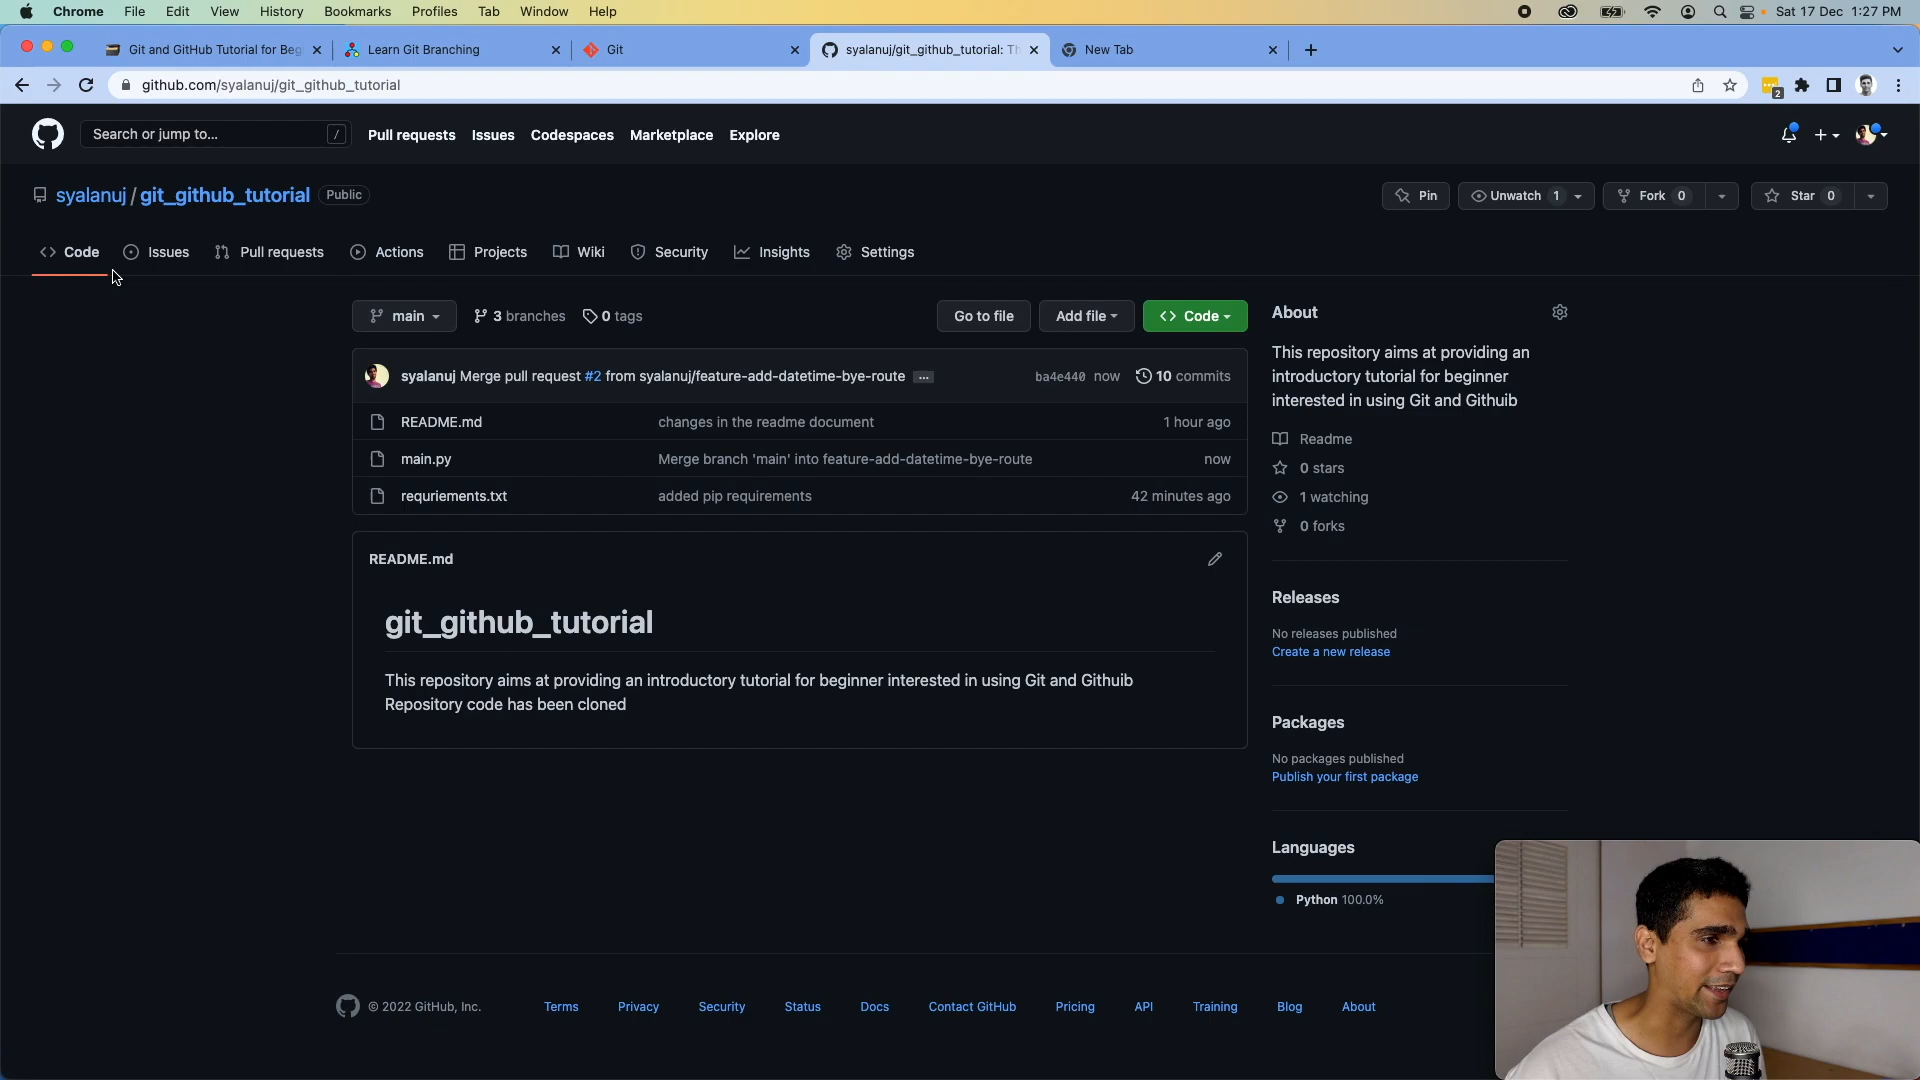 Chrome File Edit View History Bookmarks Profiles Tab Window Help Sat 17 Dec 1:27 PM
Git and GitHub Tutorial for Beg Learn Git Branching Git syalanuj/git_github_tutorial: Th New Tab
github.com/syalanuj/git_github_tutorial 2
Search or jump to... / Pull requests Issues Codespaces Marketplace Explore
syalanuj / git_github_tutorial Public Pin Unwatch 1 Fork 0 Star 0
Code Issues Pull requests Actions Projects Wiki Security Insights Settings
main 3 branches 0 tags Go to file Add file Code
syalanuj Merge pull request #2 from syalanuj/feature-add-datetime-bye-route ... ba4e440 now 10 commits
README.md changes in the readme document 1 hour ago
main.py Merge branch 'main' into feature-add-datetime-bye-route now
requriements.txt added pip requirements 42 minutes ago
README.md
git_github_tutorial
This repository aims at providing an introductory tutorial for beginner interested in using Git and Githuib
Repository code has been cloned
About
This repository aims at providing an
introductory tutorial for beginner
interested in using Git and Githuib
Readme
0 stars
1 watching
0 forks
Releases
No releases published
Create a new release
Packages
No packages published
Publish your first package
Languages
Python 100.0%
© 2022 GitHub, Inc. Terms Privacy Security Status Docs Contact GitHub Pricing API Training Blog About